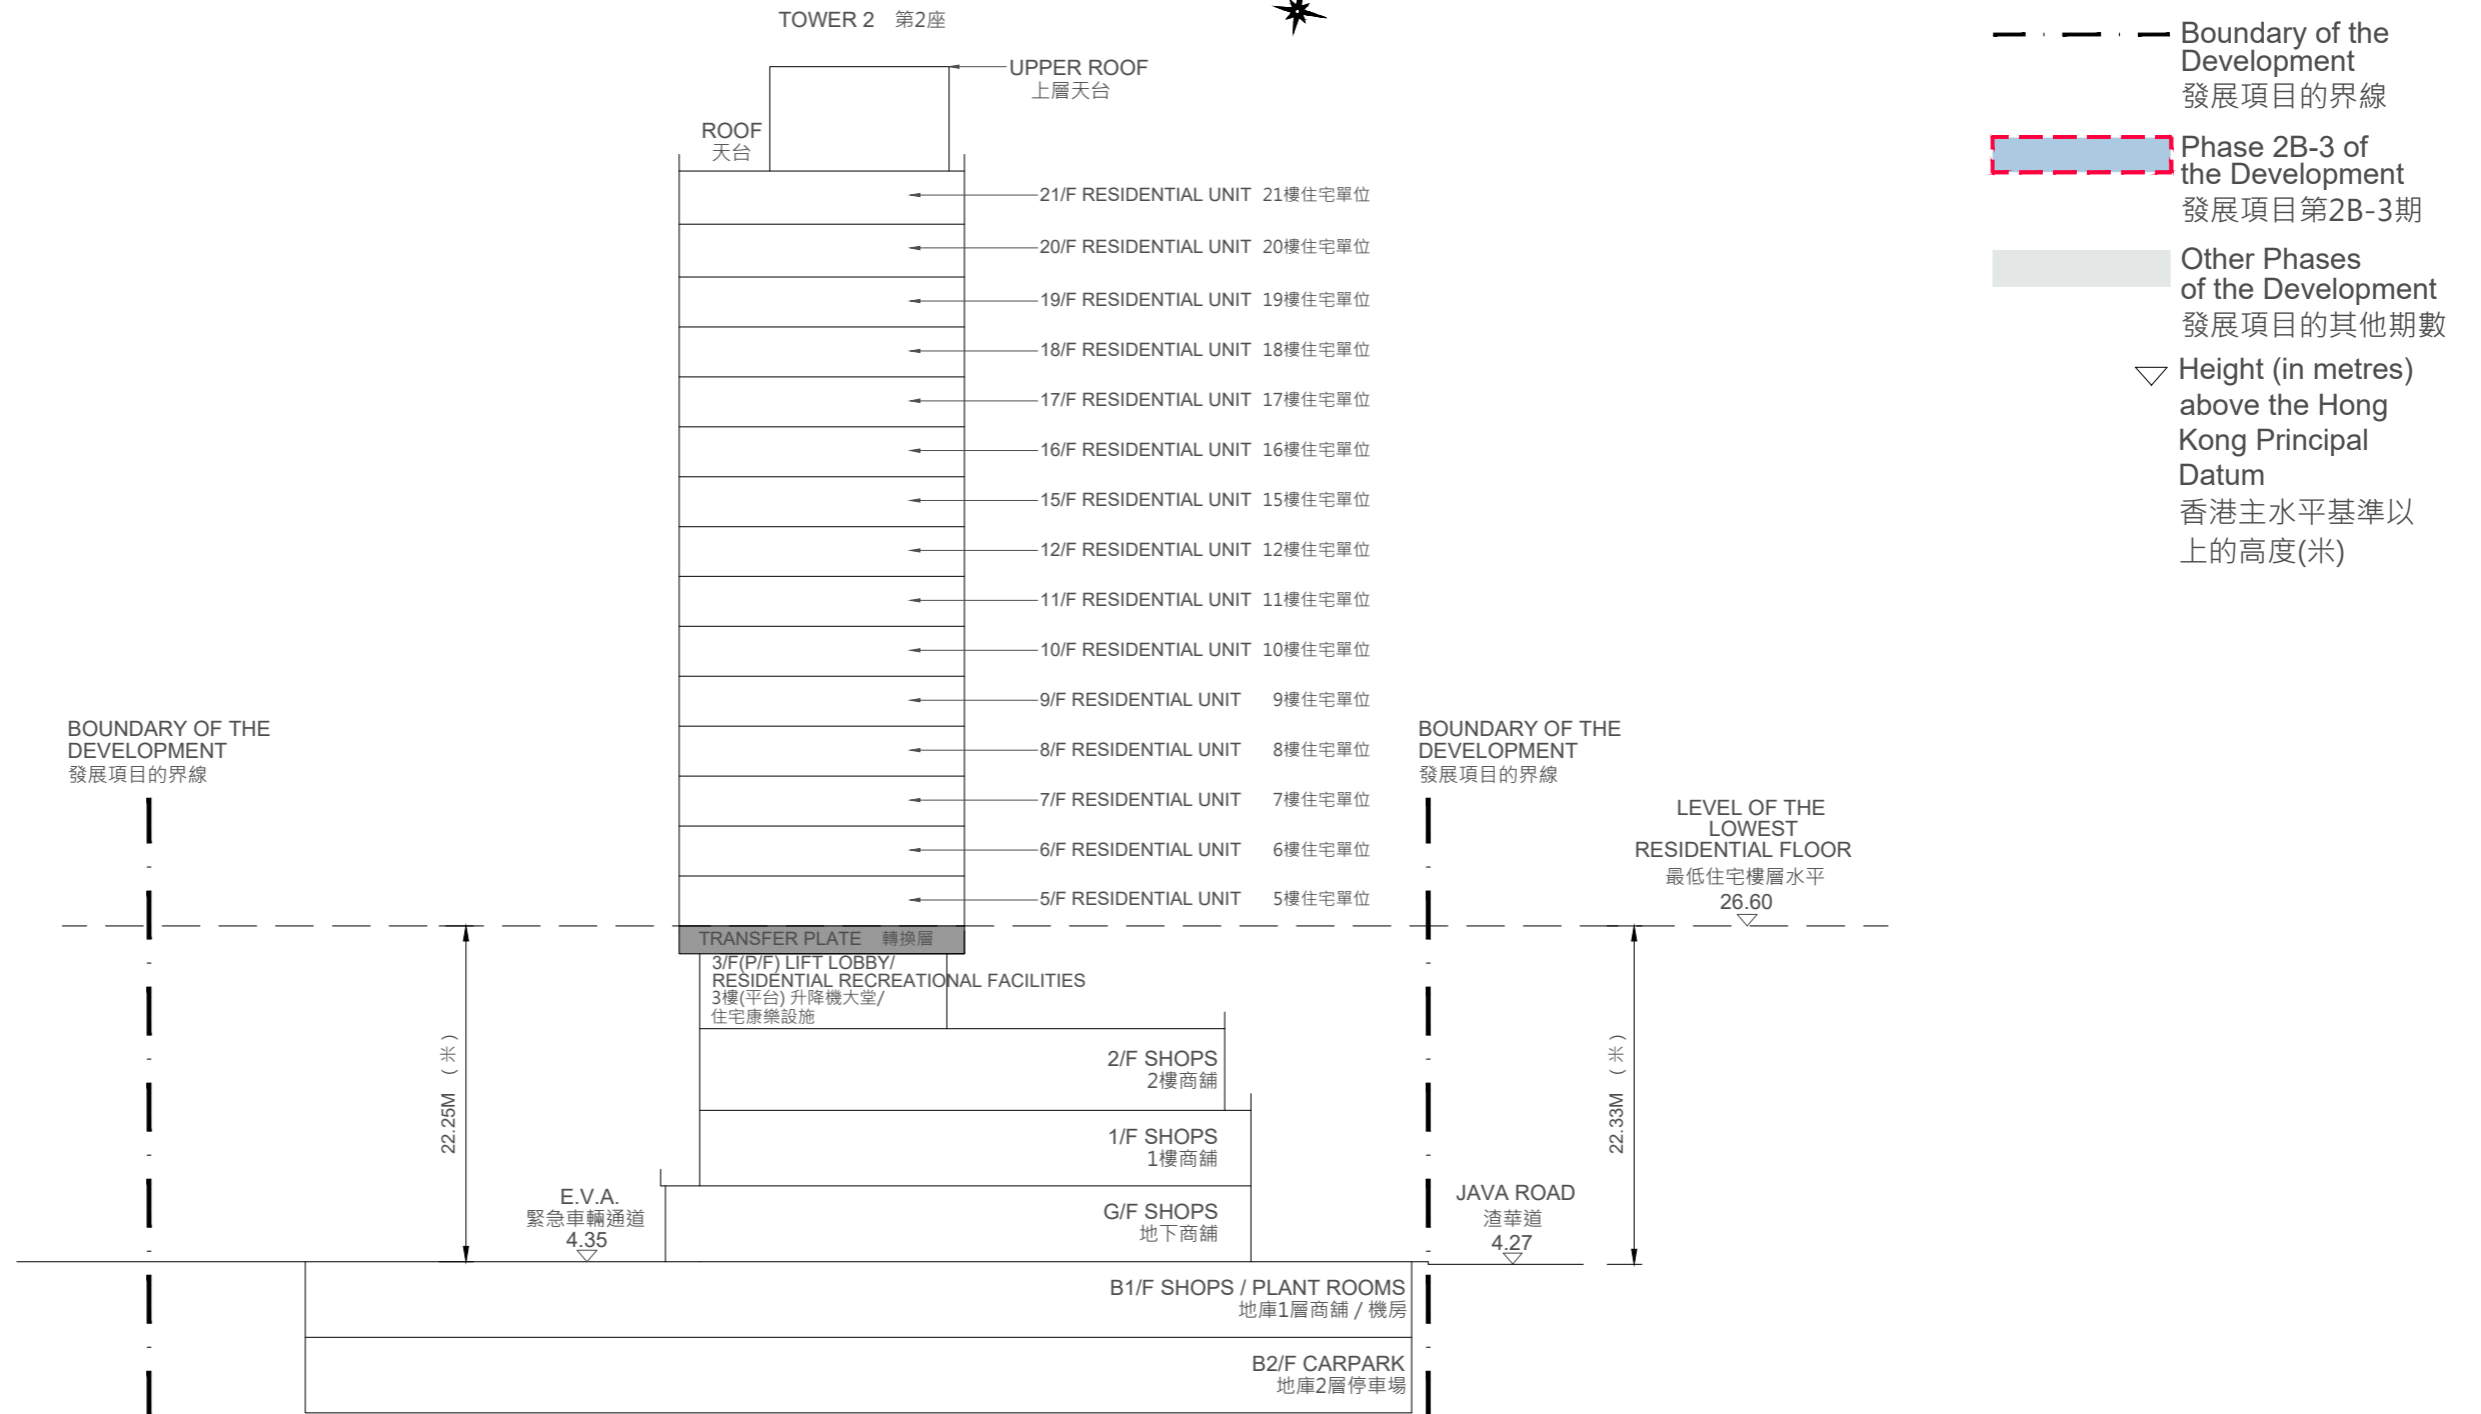 TOWER 2 第2座
UPPER ROOF
上層天台
ROOF
天台
21/F RESIDENTIAL UNIT 21樓住宅單位
20/F RESIDENTIAL UNIT 20樓住宅單位
19/F RESIDENTIAL UNIT 19樓住宅單位
18/F RESIDENTIAL UNIT 18樓住宅單位
17/F RESIDENTIAL UNIT 17樓住宅單位
16/F RESIDENTIAL UNIT 16樓住宅單位
15/F RESIDENTIAL UNIT 15樓住宅單位
12/F RESIDENTIAL UNIT 12樓住宅單位
11/F RESIDENTIAL UNIT 11樓住宅單位
10/F RESIDENTIAL UNIT 10樓住宅單位
9/F RESIDENTIAL UNIT 9樓住宅單位
8/F RESIDENTIAL UNIT 8樓住宅單位
7/F RESIDENTIAL UNIT 7樓住宅單位
6/F RESIDENTIAL UNIT 6樓住宅單位
5/F RESIDENTIAL UNIT 5樓住宅單位
BOUNDARY OF THE
DEVELOPMENT
發展項目的界線
BOUNDARY OF THE
DEVELOPMENT
發展項目的界線
LEVEL OF THE
LOWEST
RESIDENTIAL FLOOR
最低住宅樓層水平
26.60
TRANSFER PLATE 轉換層
3/F(P/F) LIFT LOBBY/
RESIDENTIAL RECREATIONAL FACILITIES
3樓(平台) 升降機大堂/
住宅康樂設施
2/F SHOPS
2樓商舖
1/F SHOPS
1樓商舖
G/F SHOPS
地下商舖
22.25M (米)
22.33M (米)
E.V.A.
緊急車輛通道
4.35
JAVA ROAD
渣華道
4.27
B1/F SHOPS / PLANT ROOMS
地庫1層商舖 / 機房
B2/F CARPARK
地庫2層停車場
Boundary of the
Development
發展項目的界線
Phase 2B-3 of
the Development
發展項目第2B-3期
Other Phases
of the Development
發展項目的其他期數
Height (in metres)
above the Hong
Kong Principal
Datum
香港主水平基準以
上的高度(米)